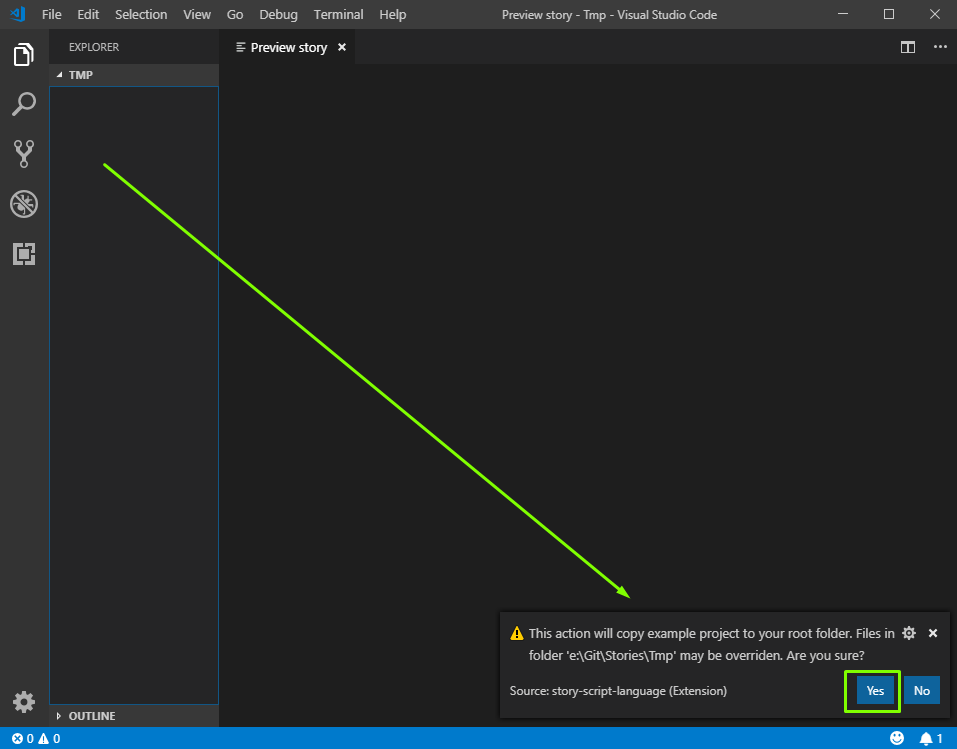 File Edit Selection View Go Debug Terminal Help Preview story - Tmp - Visual Studio Code
EXPLORER
Preview story
TMP
This action will copy example project to your root folder. Files in
folder 'e:\Git\Stories\Tmp' may be overriden. Are you sure?
Source: story-script-language (Extension)
Yes
No
OUTLINE
0 0
1